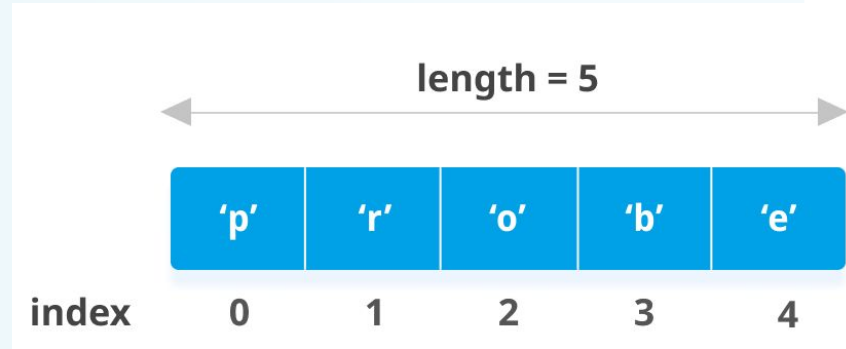 length = 5
‘p’ ‘r’ ‘o’ ‘b’ ‘e’
index 0 1 2 3 4